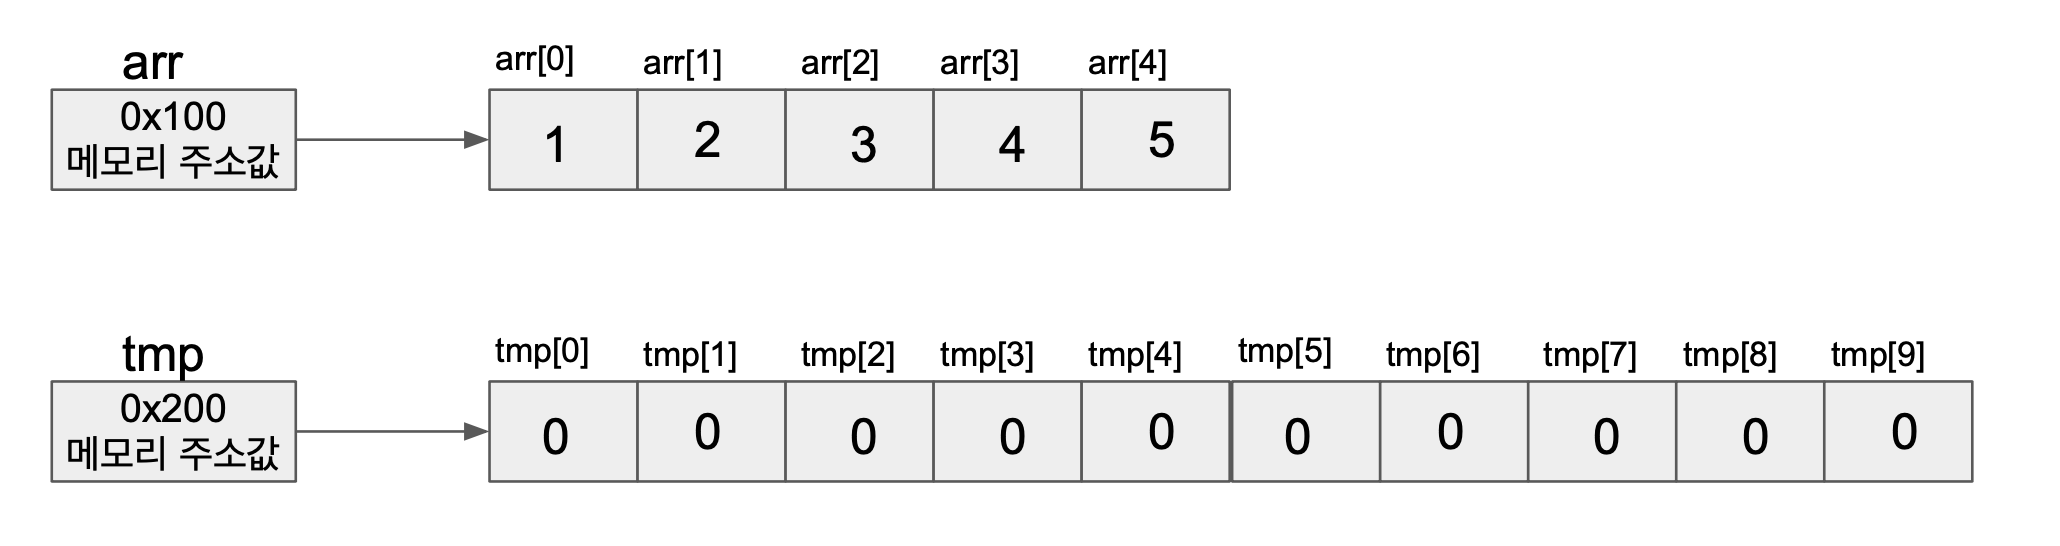 arr
arr[0] arr[1] arr[2] arr[3] arr[4]
0x100
메모리 주소값
1 2 3 4 5
tmp
tmp[0] tmp[1] tmp[2] tmp[3] tmp[4] tmp[5] tmp[6] tmp[7] tmp[8] tmp[9]
0x200
메모리 주소값
0 0 0 0 0 0 0 0 0 0